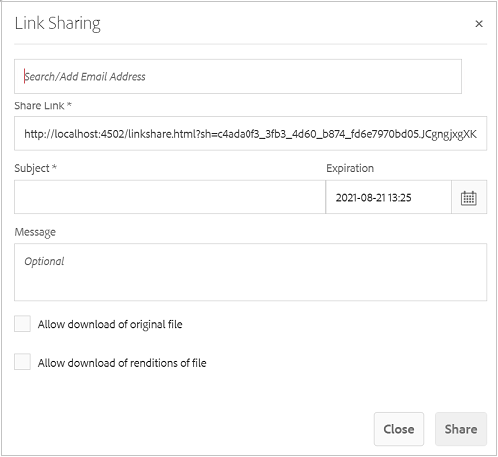 Link Sharing ×
Search/Add Email Address
Share Link *
http://localhost:4502/linkshare.html?sh=c4ada0f3_3fb3_4d60_b874_fd6e7970bd05.JCgngjxgXK
Subject * Expiration
2021-08-21 13:25
Message
Optional
Allow download of original file
Allow download of renditions of file
Close Share